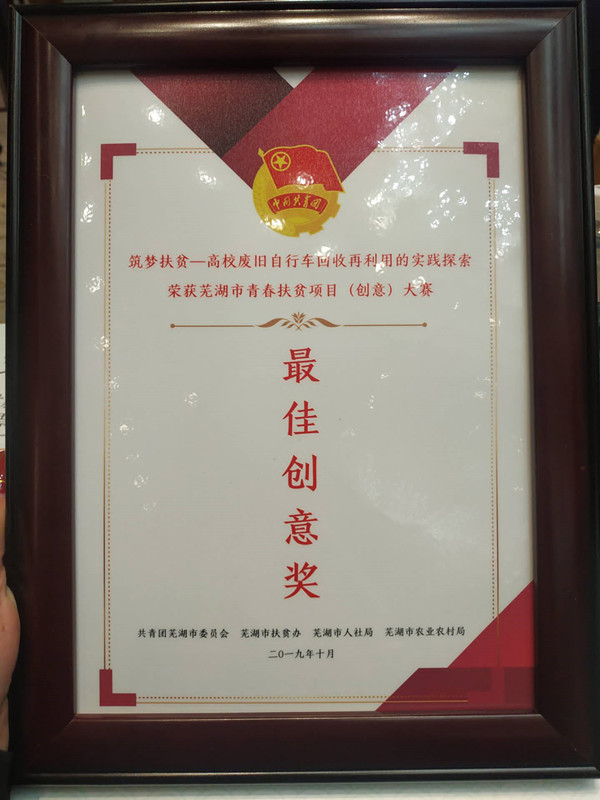 中国共青团
筑梦扶贫—高校废旧自行车回收再利用的实践探索
荣获芜湖市青春扶贫项目（创意）大赛
最
佳
创
意
奖
共青团芜湖市委员会 芜湖市扶贫办 芜湖市人社局 芜湖市农业农村局
二〇一九年十月